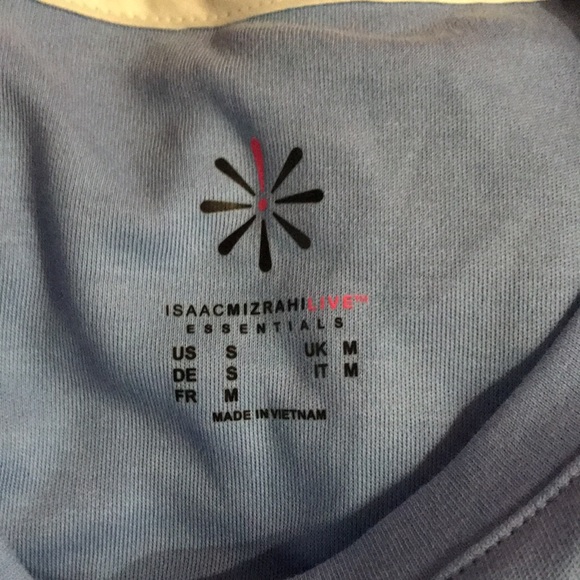 ISAACMIZRAHILIVE™
ESSENTIALS
US S UK M
DE S IT M
FR M
MADE IN VIETNAM